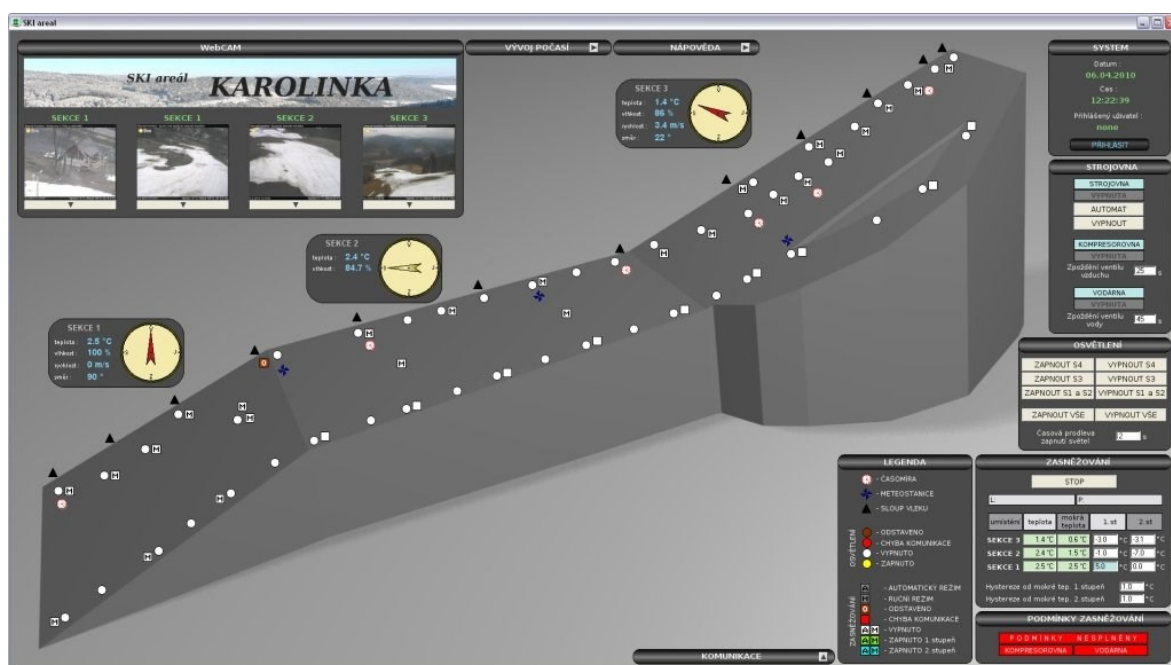 SKI areál
WebCAM
VÝVOJ POČASÍ
NÁPOVĚDA
SKI areál KAROLINKA
SEKCE 1
SEKCE 1
SEKCE 2
SEKCE 3
SEKCE 3
teplota : 1.4 °C
vlhkost : 86 %
rychlost : 3.4 m/s
směr : 22 °
SEKCE 2
teplota : 2.4 °C
vlhkost : 84.7 %
SEKCE 1
teplota : 2.5 °C
vlhkost : 100 %
rychlost : 0 m/s
směr : 90 °
SYSTEM
Datum :
06.04.2010
Čas :
12:22:39
Přihlášený uživatel :
none
PŘIHLÁSIT
STROJOVNA
STROJOVNA
VYPNUTA
AUTOMAT
VYPNOUT
KOMPRESOROVNA
VYPNUTA
Zpoždění ventilu vzduchu 25 s
VODÁRNA
VYPNUTA
Zpoždění ventilu vody 45 s
OSVĚTLENÍ
ZAPNOUT S4 VYPNOUT S4
ZAPNOUT S3 VYPNOUT S3
ZAPNOUT S1 a S2 VYPNOUT S1 a S2
ZAPNOUT VŠE VYPNOUT VŠE
Časová prodleva zapnutí světel 2 s
LEGENDA
- ČASOMÍRA
- METEOSTANICE
- SLOUP VLEKU
OSVĚTLENÍ
- ODSTAVENO
- CHYBA KOMUNIKACE
- VYPNUTO
- ZAPNUTO
ZASNĚŽOVÁNÍ
- AUTOMATICKÝ REŽIM
- RUČNÍ REŽIM
- ODSTAVENO
- CHYBA KOMUNIKACE
A M - VYPNUTO
A M - ZAPNUTO 1.stupeň
A M - ZAPNUTO 2.stupeň
ZASNĚŽOVÁNÍ
STOP
L: P:
umístění teplota mokrá teplota 1.st 2.st
SEKCE 3 1.4 °C 0.6 °C -3.0 °C -3.1 °C
SEKCE 2 2.4 °C 1.5 °C -1.0 °C -7.0 °C
SEKCE 1 2.5 °C 2.5 °C 5.0 °C 0.0 °C
Hystereze od mokré tep. 1.stupeň 1.0 °C
Hystereze od mokré tep. 2.stupeň 1.0 °C
PODMÍNKY ZASNĚŽOVÁNÍ
PODMÍNKY NESPLNĚNY
KOMPRESOROVNA VODÁRNA
KOMUNIKACE